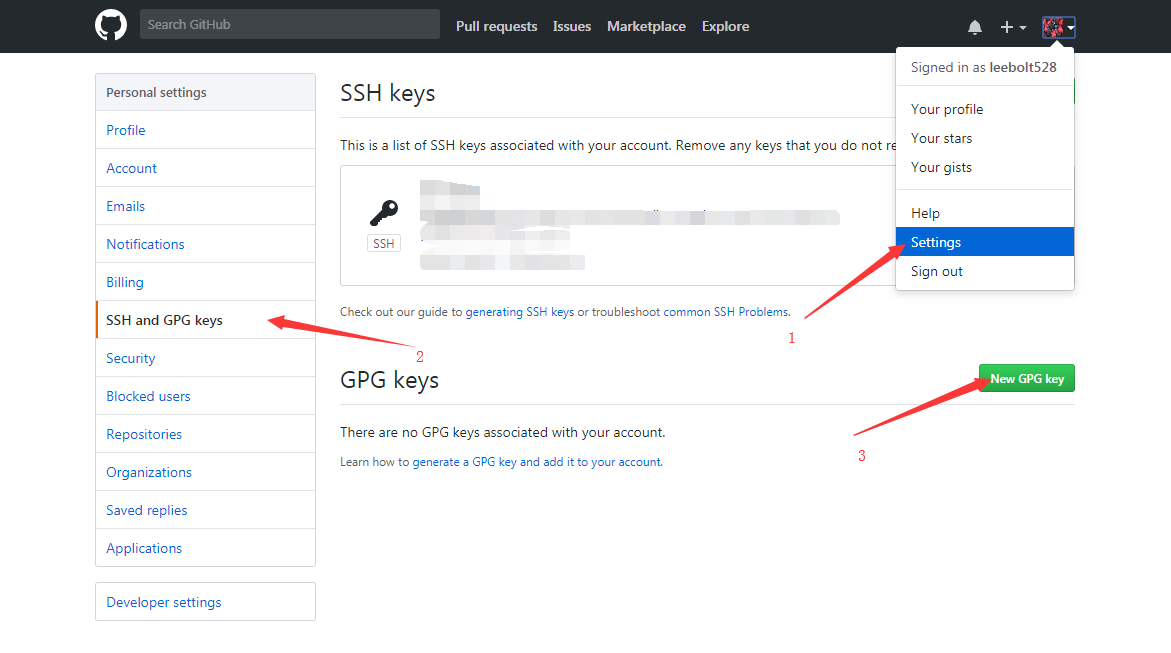 Search GitHub
Pull requests
Issues
Marketplace
Explore
Signed in as leebolt528
Your profile
Your stars
Your gists
Help
Settings
Sign out
Personal settings
Profile
Account
Emails
Notifications
Billing
SSH and GPG keys
Security
Blocked users
Repositories
Organizations
Saved replies
Applications
Developer settings
SSH keys
This is a list of SSH keys associated with your account. Remove any keys that you do not re
SSH
Check out our guide to generating SSH keys or troubleshoot common SSH Problems.
1
2
GPG keys
New GPG key
There are no GPG keys associated with your account.
3
Learn how to generate a GPG key and add it to your account.